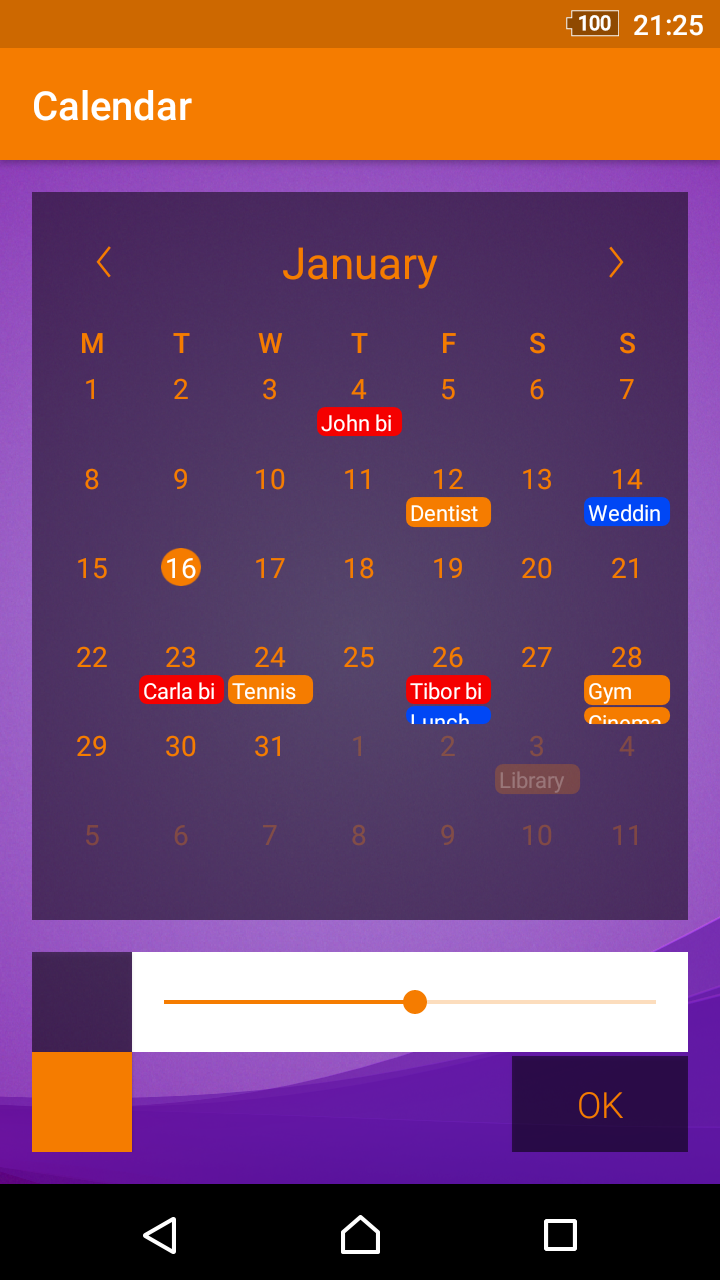 100 21:25
Calendar
January
M T W T F S S
1 2 3 4 5 6 7
John bi
8 9 10 11 12 13 14
Dentist Weddin
15 16 17 18 19 20 21
22 23 24 25 26 27 28
Carla bi Tennis Tibor bi Gym
Lunch Cinema
29 30 31 1 2 3 4
Library
5 6 7 8 9 10 11
OK